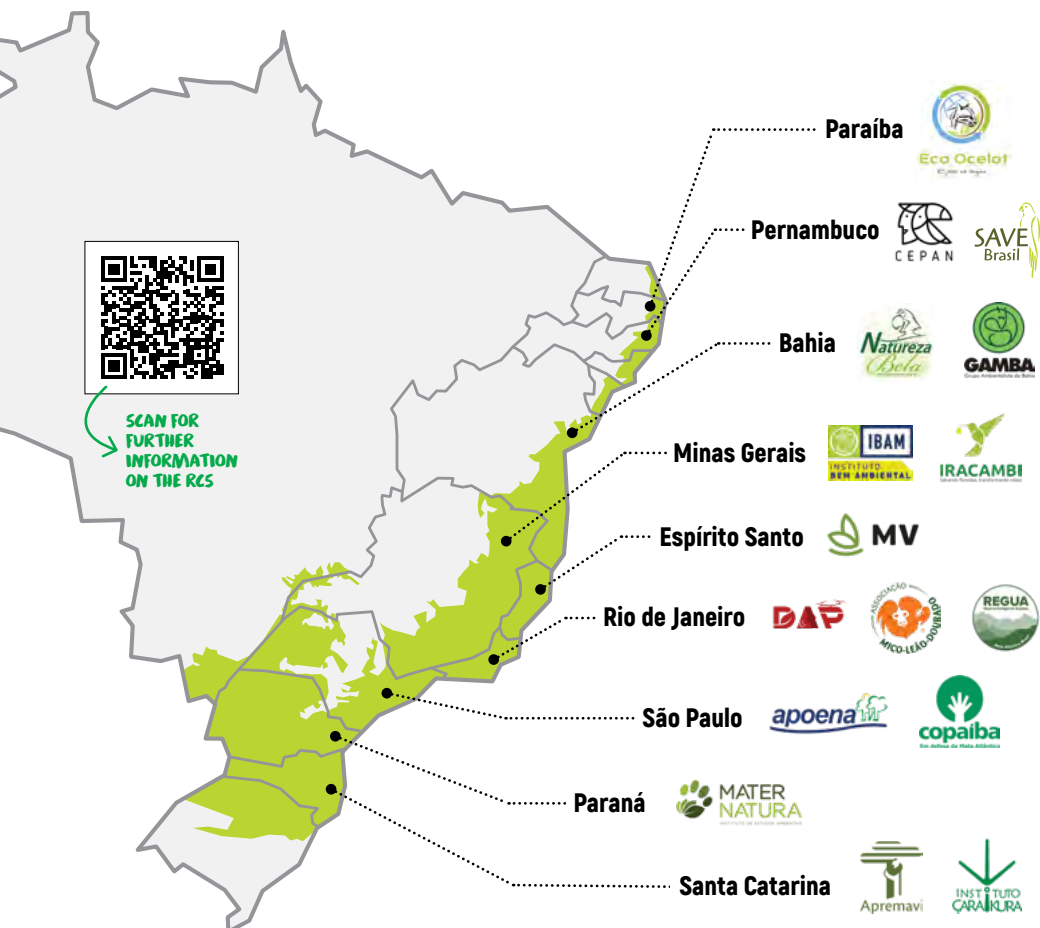 Paraíba
Eco Ocelot
Pernambuco
CEPAN
SAVE
Brasil
Bahia
Natureza
Bela
GAMBA
Grupo Ambientalista da Bahia
SCAN FOR
FURTHER
INFORMATION
ON THE RCS
Minas Gerais
IBAM
INSTITUTO
BEM AMBIENTAL
IRACAMBI
Espírito Santo
MV
Rio de Janeiro
DAP
ASSOCIAÇÃO
MICO-LEÃO-DOURADO
REGUA
São Paulo
apoena
copaíba
Em defesa da Mata Atlântica
Paraná
MATER
NATURA
INSTITUTO DE ESTUDOS AMBIENTAIS
Santa Catarina
Apremavi
INSTITUTO
ÇARAKURA